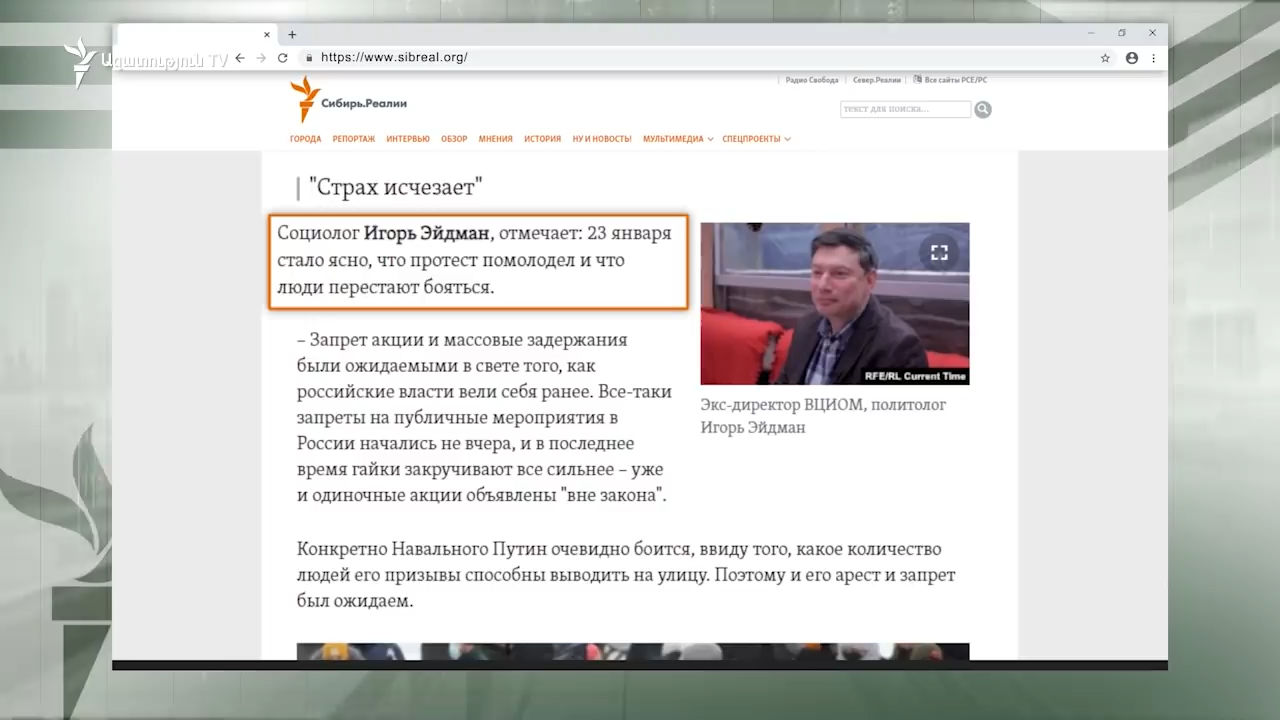 Ազատություն TV
https://www.sibreal.org/
Радио Свобода
Север.Реалии
Все сайты РСЕ/РС
Сибирь.Реалии
текст для поиска...
ГОРОДА РЕПОРТАЖ ИНТЕРВЬЮ ОБЗОР МНЕНИЯ ИСТОРИЯ НУ И НОВОСТЬ! МУЛЬТИМЕДИА СПЕЦПРОЕКТЫ
"Страх исчезает"
Социолог Игорь Эйдман, отмечает: 23 января
стало ясно, что протест помолодел и что
люди перестают бояться.
RFE/RL Current Time
Экс-директор ВЦИОМ, политолог
Игорь Эйдман
– Запрет акции и массовые задержания
были ожидаемыми в свете того, как
российские власти вели себя ранее. Все-таки
запреты на публичные мероприятия в
России начались не вчера, и в последнее
время гайки закручивают все сильнее – уже
и одиночные акции объявлены "вне закона".
Конкретно Навального Путин очевидно боится, ввиду того, какое количество
людей его призывы способны выводить на улицу. Поэтому и его арест и запрет
был ожидаем.